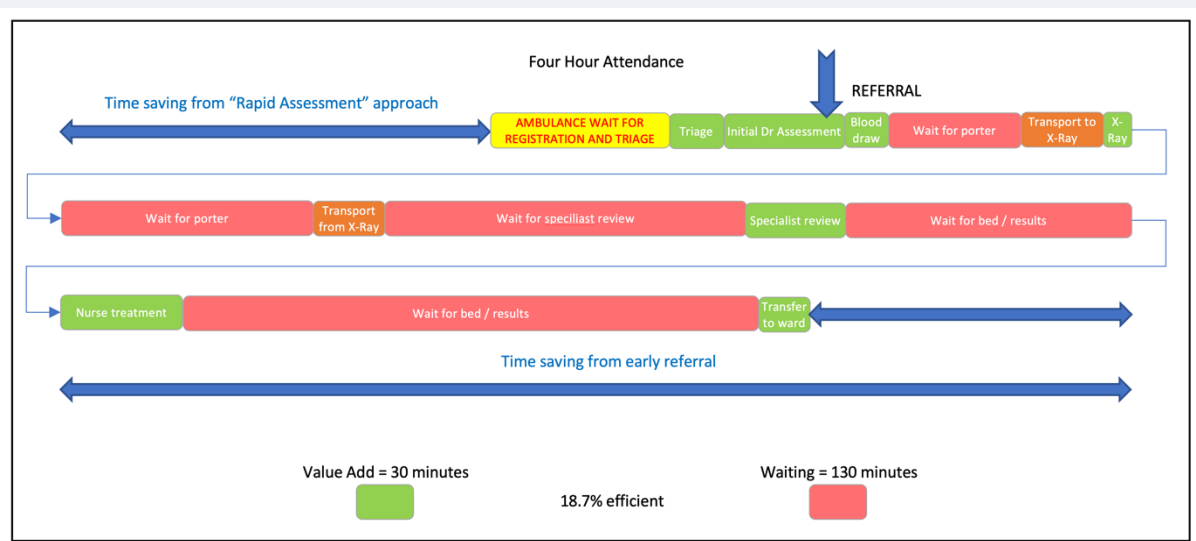 Four Hour Attendance
Time saving from “Rapid Assessment” approach
REFERRAL
AMBULANCE WAIT FOR
REGISTRATION AND TRIAGE
Triage
Initial Dr Assessment
Blood
draw
Wait for porter
Transport to
X-Ray
X-
Ray
Wait for porter
Transport
from X-Ray
Wait for speciliast review
Specialist review
Wait for bed / results
Nurse treatment
Wait for bed / results
Transfer
to ward
Time saving from early referral
Value Add = 30 minutes
Waiting = 130 minutes
18.7% efficient